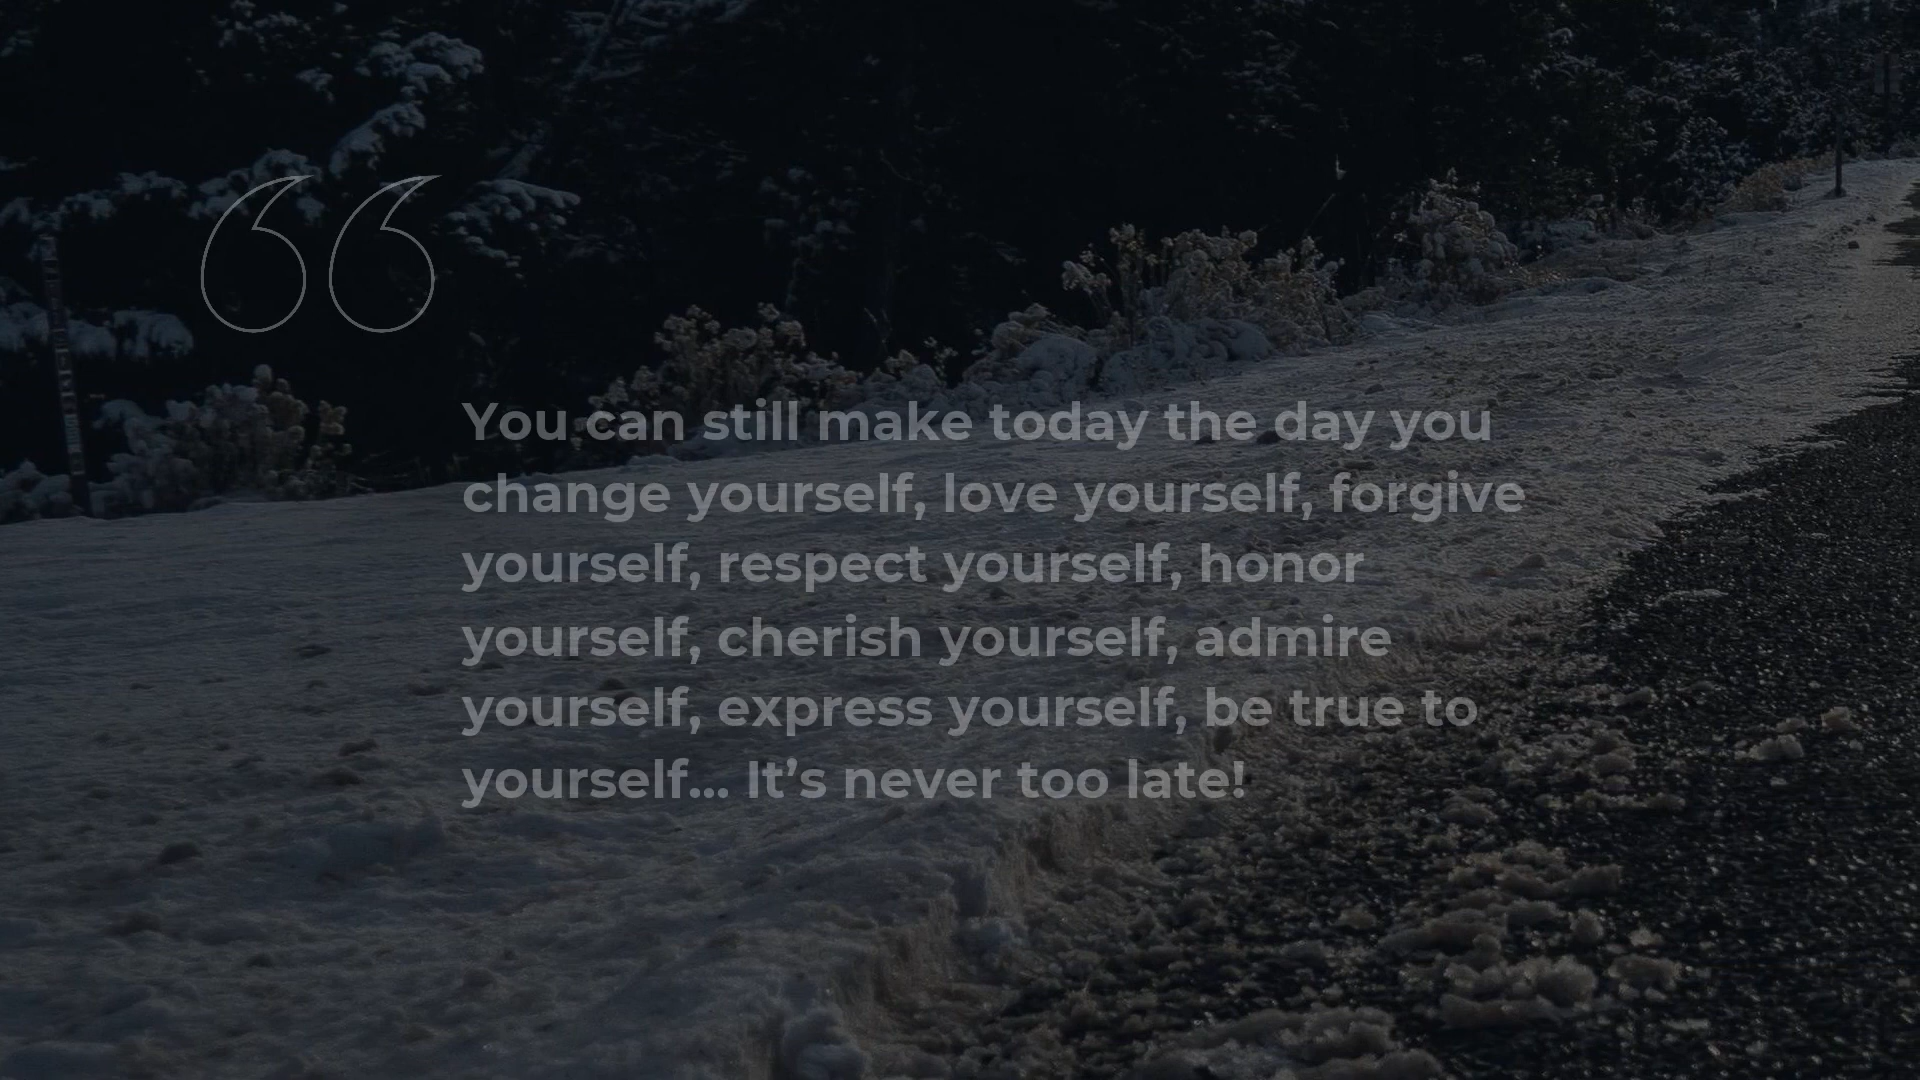 “
You can still make today the day you
change yourself, love yourself, forgive
yourself, respect yourself, honor
yourself, cherish yourself, admire
yourself, express yourself, be true to
yourself... It’s never too late!